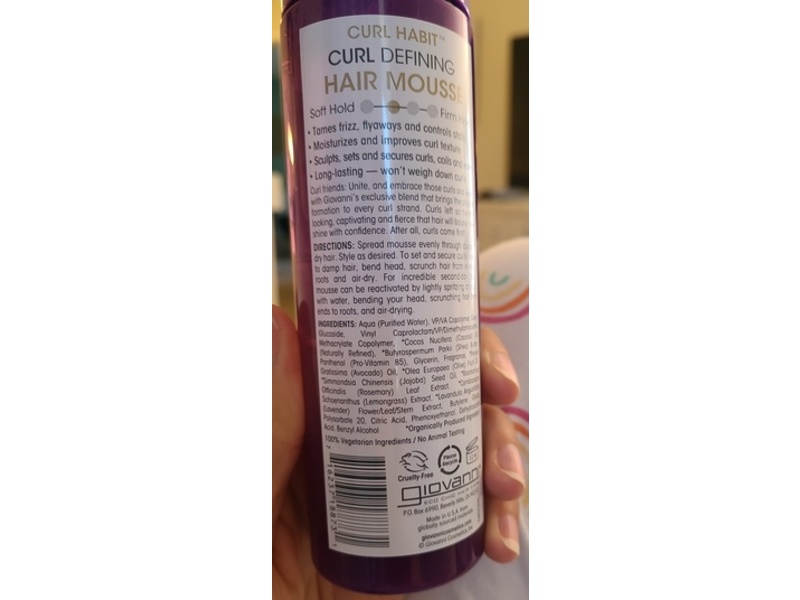 CURL HABIT™
CURL DEFINING
HAIR MOUSSE
Soft Hold Firm
• Tames frizz, flyaways and controls
• Moisturizes and improves curl texture
• Sculpts, sets and secures curls, coils and
• Long-lasting — won't weigh down
Curl friends: Unite, and embrace those curls and
with Giovanni's exclusive blend that brings the
formation to every curl strand. Curls left
looking, captivating and fierce that hair will
shine with confidence. After all, curls come
DIRECTIONS: Spread mousse evenly through
dry hair. Style as desired. To set and secure
to damp hair, bend head, scrunch hair from
roots and air-dry. For incredible
mousse can be reactivated by lightly spritzing
with water, bending your head, scrunching
ends to roots, and air-drying.
INGREDIENTS: Aqua (Purified Water), VP/VA Copolymer,
Glucoside, Vinyl Caprolactam/VP/Dimethylaminoethyl
Methacrylate Copolymer, *Cocos Nucifera (Coconut)
(Naturally Refined), *Butyrospermum Parkii (Shea)
Panthenol (Pro-Vitamin B5), Glycerin, Fragrance,
Gratissima (Avocado) Oil, *Olea Europaea (Olive)
*Simmondsia Chinensis (Jojoba) Seed Oil,
Officinalis (Rosemary) Leaf Extract,
Schoenanthus (Lemongrass) Extract, *Lavandula
(Lavender) Flower/Leaf/Stem Extract,
Polysorbate 20, Citric Acid, Phenoxyethanol,
Acid, Benzyl Alcohol *Organically Produced
100% Vegetarian Ingredients / No Animal Testing
Cruelty-Free
Please Recycle
giovanni
ECO CHIC HAIR
P.O. Box 6990, Beverly Hills, CA
Made in U.S.A. from
globally sourced materials
giovannicosmetics.com
© Giovanni Cosmetics, Inc.